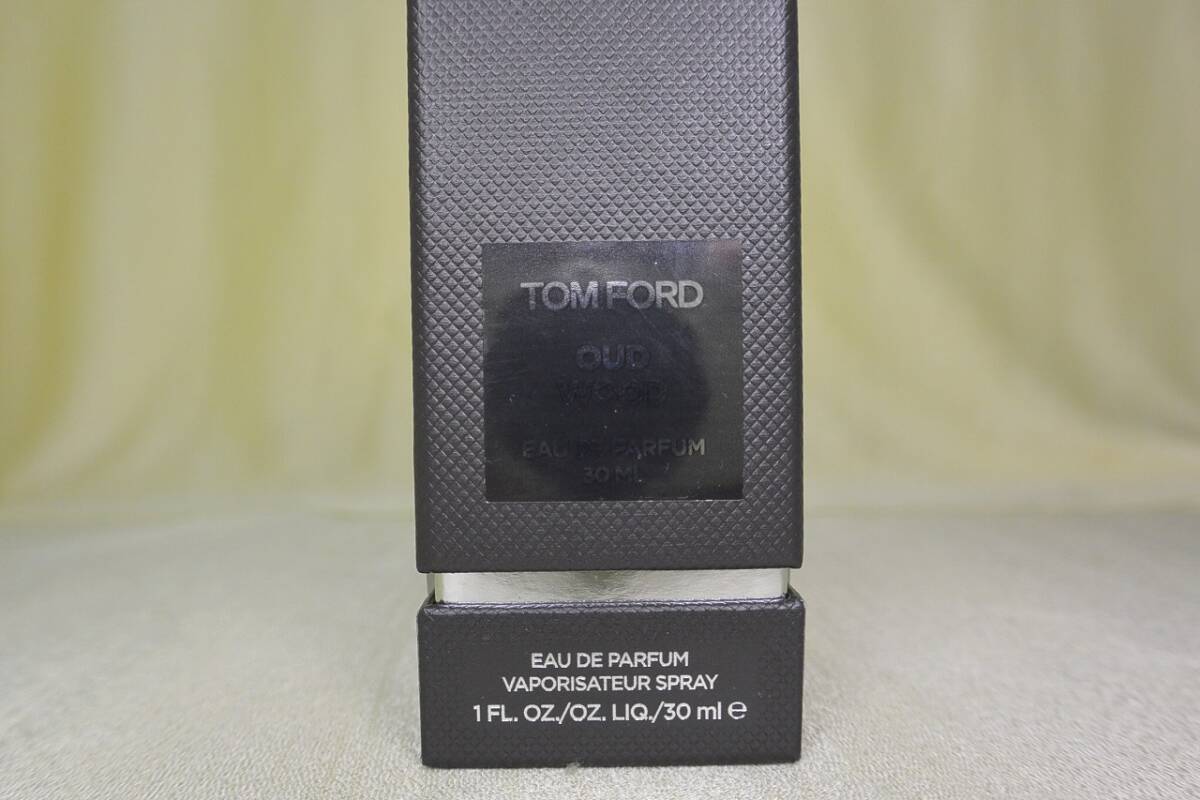 TOM FORD
OUD
WOOD
EAU DE PARFUM
30 ML
EAU DE PARFUM
VAPORISATEUR SPRAY
1 FL. OZ./OZ. LIQ./30 ml ℮